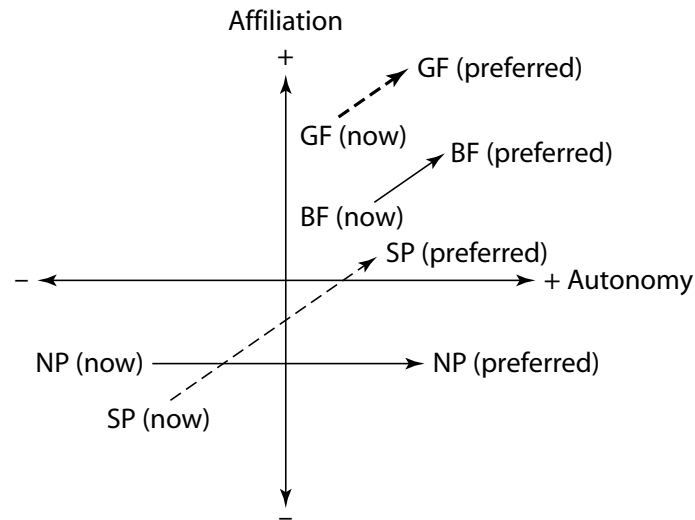 Affiliation
+
GF (preferred)
GF (now)
BF (preferred)
BF (now)
SP (preferred)
– + Autonomy
NP (now) NP (preferred)
SP (now)
–